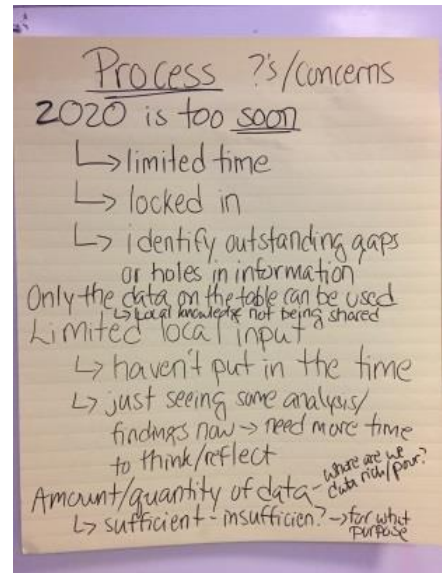 Process ?'s/Concerns
2020 is too soon
↳ limited time
↳ locked in
↳ identify outstanding gaps
or holes in information
Only the data on the table can be used
↳ local knowledge not being shared
Limited local input
↳ haven't put in the time
↳ just seeing some analysis/
findings now → need more time
to think/reflect
Amount/quantity of data - where are we
data rich/poor?
↳ sufficient - insufficien? → for what
purpose